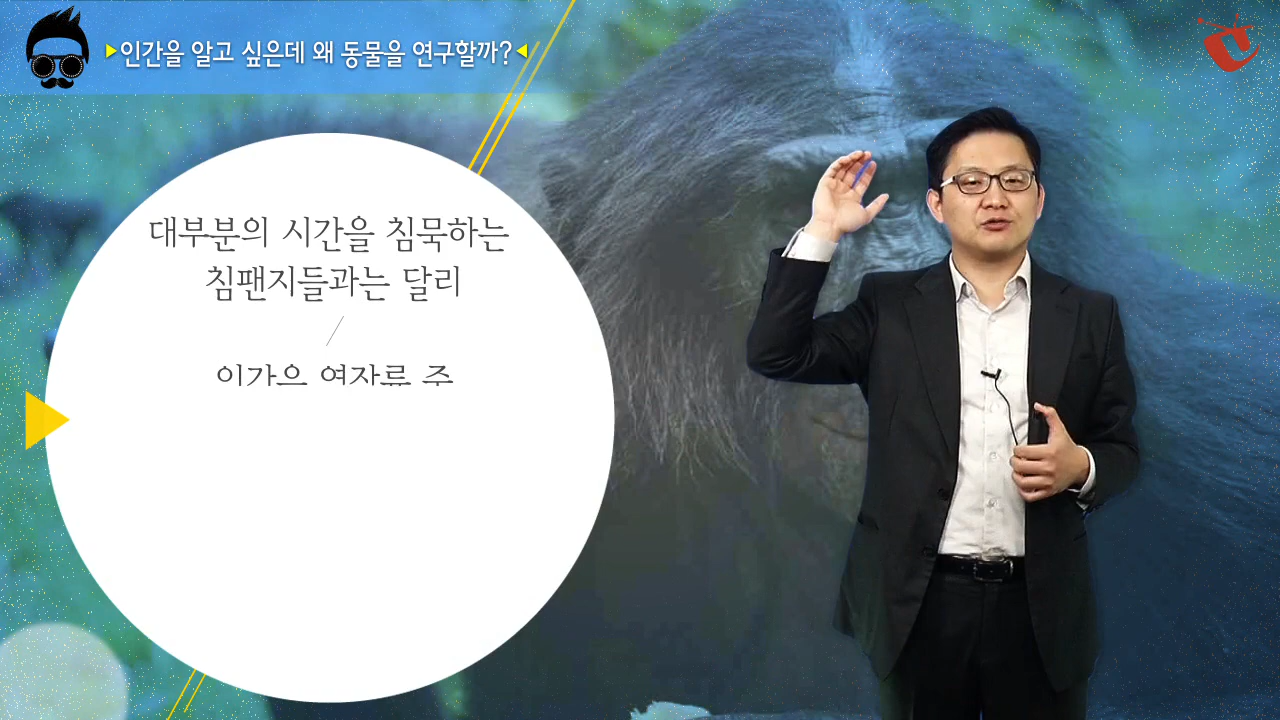 인간을 알고 싶은데 왜 동물을 연구할까?
대부분의 시간을 침묵하는
침팬지들과는 달리